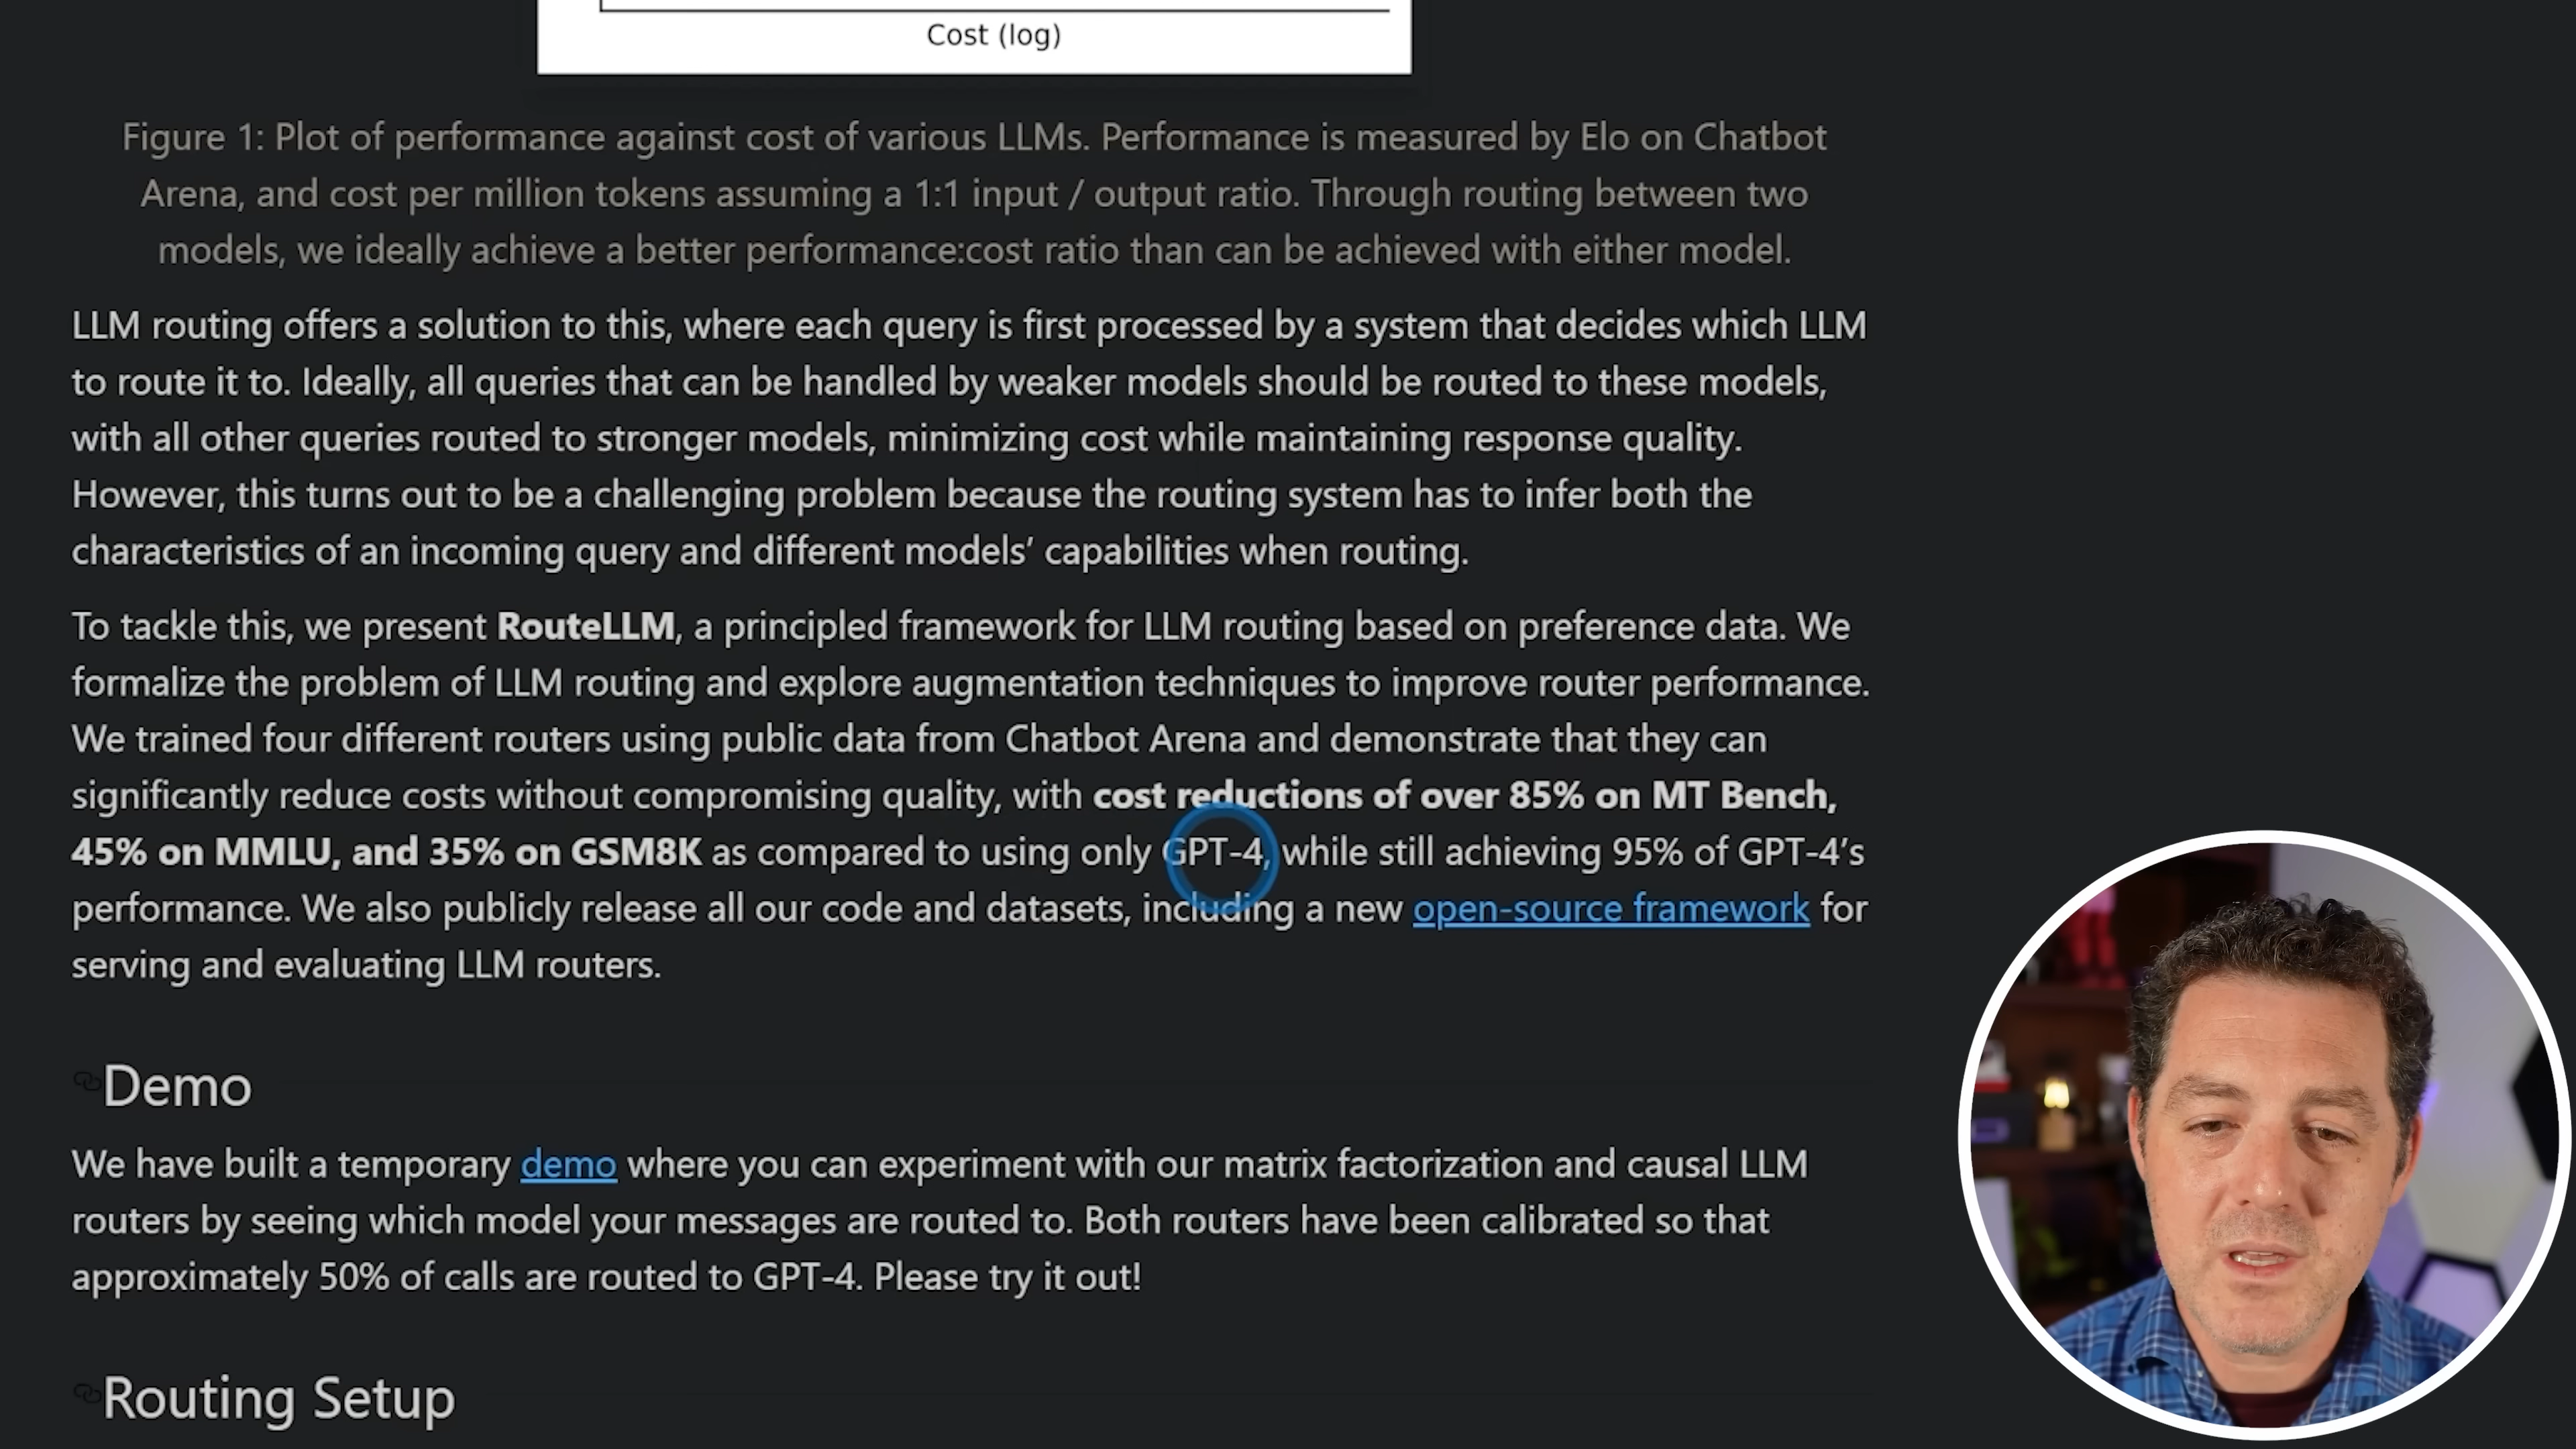 Cost (log)
Figure 1: Plot of performance against cost of various LLMs. Performance is measured by Elo on Chatbot
Arena, and cost per million tokens assuming a 1:1 input / output ratio. Through routing between two
models, we ideally achieve a better performance:cost ratio than can be achieved with either model.
LLM routing offers a solution to this, where each query is first processed by a system that decides which LLM
to route it to. Ideally, all queries that can be handled by weaker models should be routed to these models,
with all other queries routed to stronger models, minimizing cost while maintaining response quality.
However, this turns out to be a challenging problem because the routing system has to infer both the
characteristics of an incoming query and different models’ capabilities when routing.
To tackle this, we present RouteLLM, a principled framework for LLM routing based on preference data. We
formalize the problem of LLM routing and explore augmentation techniques to improve router performance.
We trained four different routers using public data from Chatbot Arena and demonstrate that they can
significantly reduce costs without compromising quality, with cost reductions of over 85% on MT Bench,
45% on MMLU, and 35% on GSM8K as compared to using only GPT-4, while still achieving 95% of GPT-4’s
performance. We also publicly release all our code and datasets, including a new open-source framework for
serving and evaluating LLM routers.
Demo
We have built a temporary demo where you can experiment with our matrix factorization and causal LLM
routers by seeing which model your messages are routed to. Both routers have been calibrated so that
approximately 50% of calls are routed to GPT-4. Please try it out!
Routing Setup